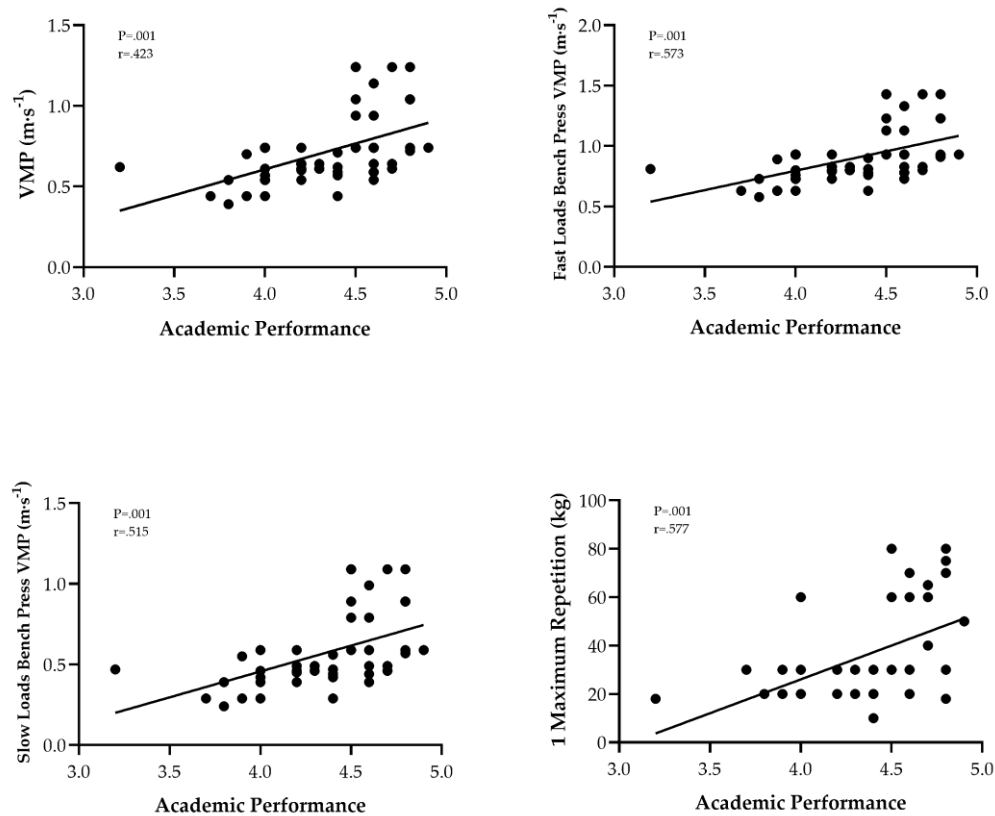 P=.001
r=.423
VMP (m·s⁻¹)
1.5
1.0
0.5
0.0
3.0 3.5 4.0 4.5 5.0
Academic Performance
P=.001
r=.573
Fast Loads Bench Press VMP (m·s⁻¹)
2.0
1.5
1.0
0.5
0.0
3.0 3.5 4.0 4.5 5.0
Academic Performance
P=.001
r=.515
Slow Loads Bench Press VMP (m·s⁻¹)
1.5
1.0
0.5
0.0
3.0 3.5 4.0 4.5 5.0
Academic Performance
P=.001
r=.577
1 Maximum Repetition (kg)
100
80
60
40
20
0
3.0 3.5 4.0 4.5 5.0
Academic Performance